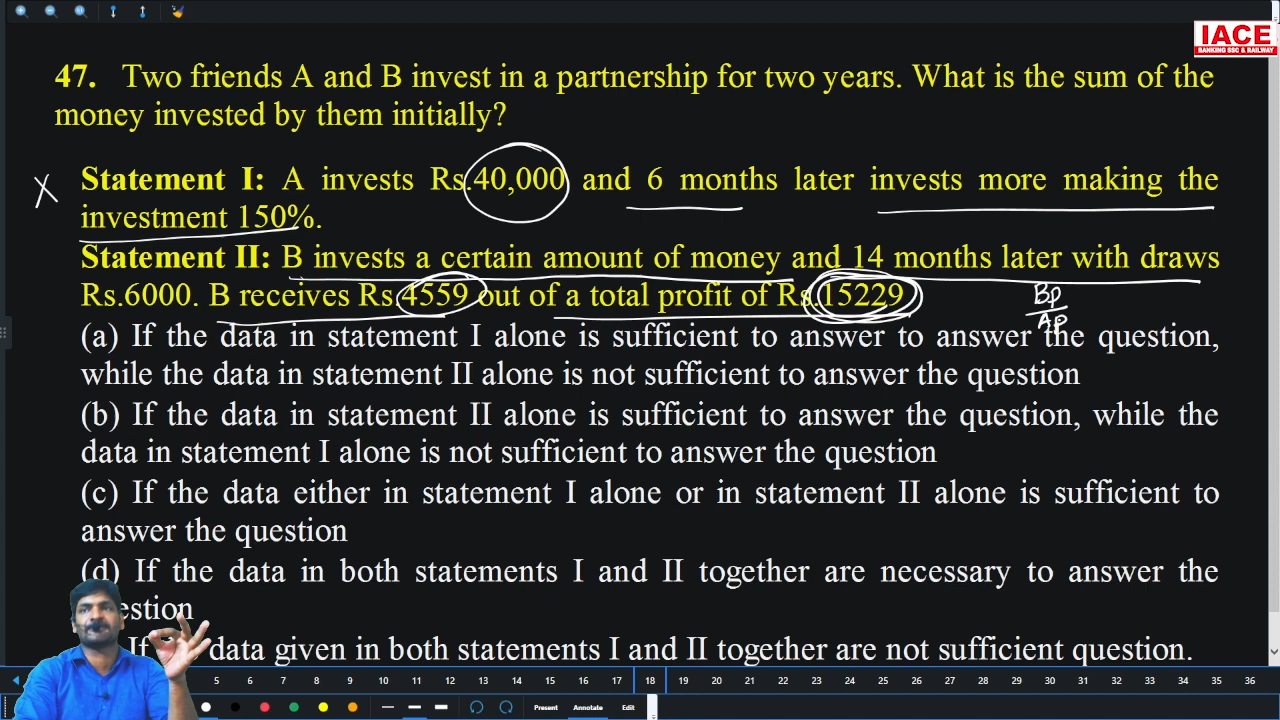 IACE
BANKING SSC & RAILWAY
47. Two friends A and B invest in a partnership for two years. What is the sum of the
money invested by them initially?
X
Statement I: A invests Rs.40,000 and 6 months later invests more making the
investment 150%.
Statement II: B invests a certain amount of money and 14 months later with draws
Rs.6000. B receives Rs.4559 out of a total profit of Rs.15229
Bp
Ap
(a) If the data in statement I alone is sufficient to answer to answer the question,
while the data in statement II alone is not sufficient to answer the question
(b) If the data in statement II alone is sufficient to answer the question, while the
data in statement I alone is not sufficient to answer the question
(c) If the data either in statement I alone or in statement II alone is sufficient to
answer the question
(d) If the data in both statements I and II together are necessary to answer the
estion
If data given in both statements I and II together are not sufficient question.
5 6 7 8 9 10 11 12 13 14 15 16 17 18 19 20 21 22 23 24 25 26 27 28 29 30 31 32 33 34 35 36
Present Annotate Edit